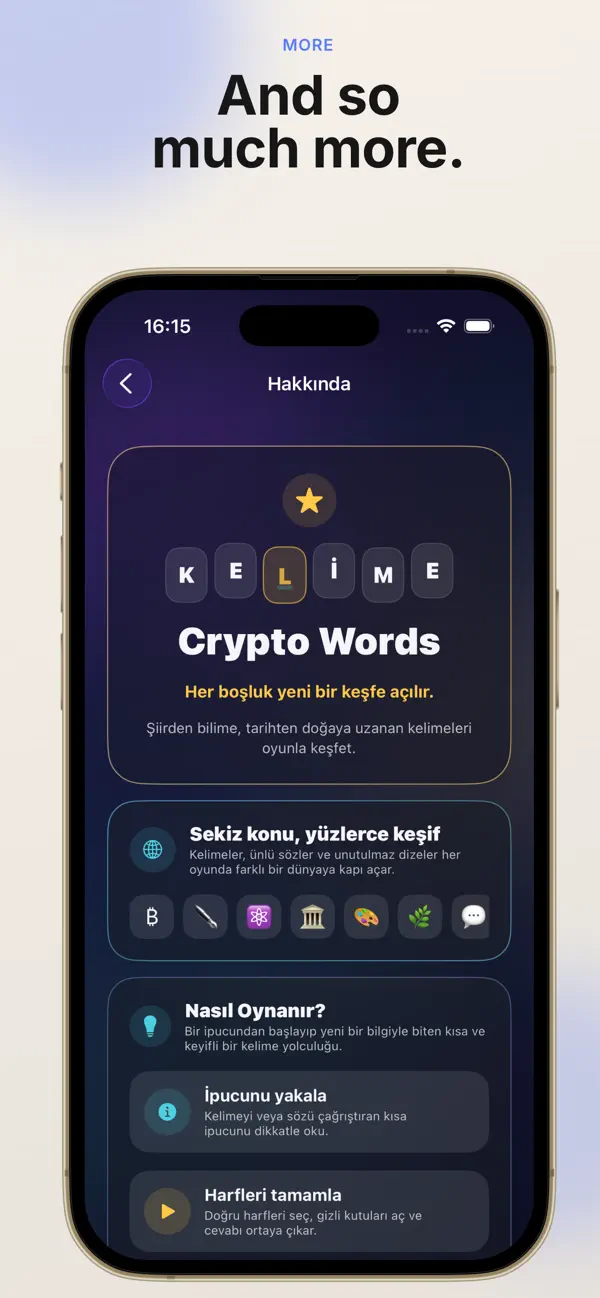 MORE
And so
much more.
16:15
Hakkında
K E L İ M E
Crypto Words
Her boşluk yeni bir keşfe açılır.
Şiirden bilime, tarihten doğaya uzanan kelimeleri
oyunla keşfet.
Sekiz konu, yüzlerce keşif
Kelimeler, ünlü sözler ve unutulmaz dizeler her
oyunda farklı bir dünyaya kapı açar.
Nasıl Oynanır?
Bir ipucundan başlayıp yeni bir bilgiyle biten kısa ve
keyifli bir kelime yolculuğu.
İpucunu yakala
Kelimeyi veya sözü çağrıştıran kısa
ipucunu dikkatle oku.
Harfleri tamamla
Doğru harfleri seç, gizli kutuları aç ve
cevabı ortaya çıkar.